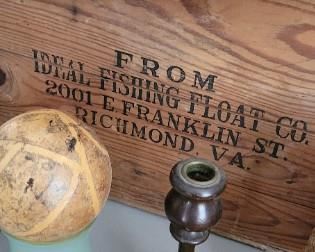 FROM
IDEAL FISHING FLOAT CO.
2001 E. FRANKLIN ST.
RICHMOND, VA.